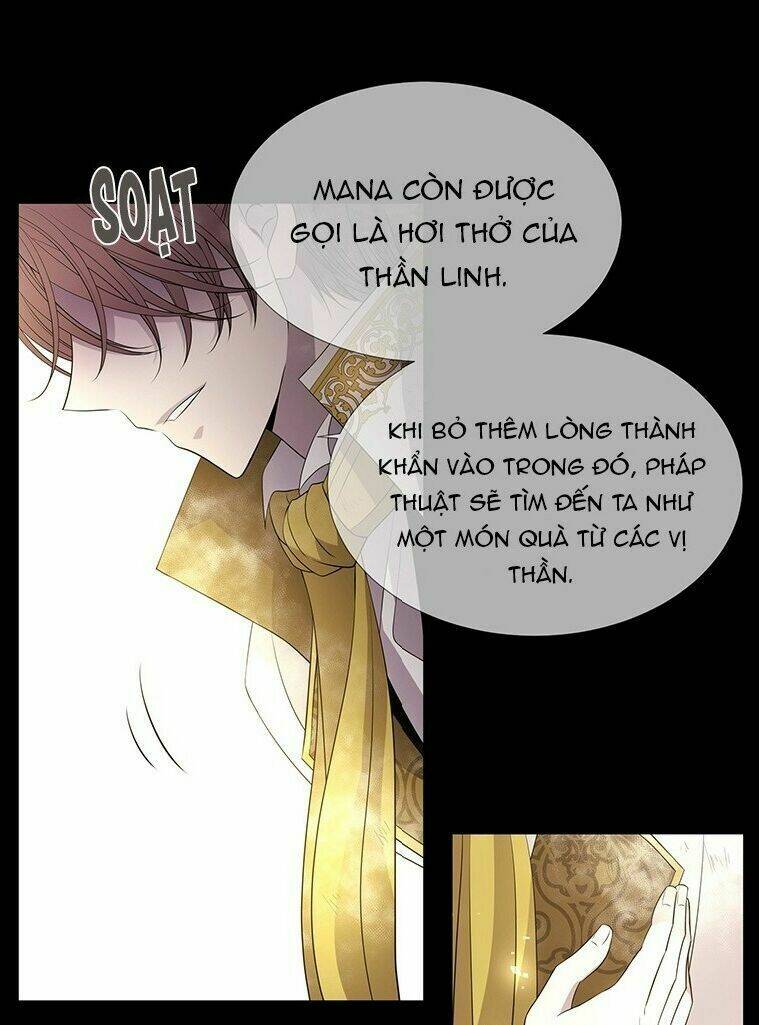 SOẠT
MANA CÒN ĐƯỢC
GỌI LÀ HƠI THỞ CỦA
THẦN LINH.
KHI BỎ THÊM LÒNG THÀNH
KHẨN VÀO TRONG ĐÓ, PHÁP
THUẬT SẼ TÌM ĐẾN TA NHƯ
MỘT MÓN QUÀ TỪ CÁC VỊ
THẦN.